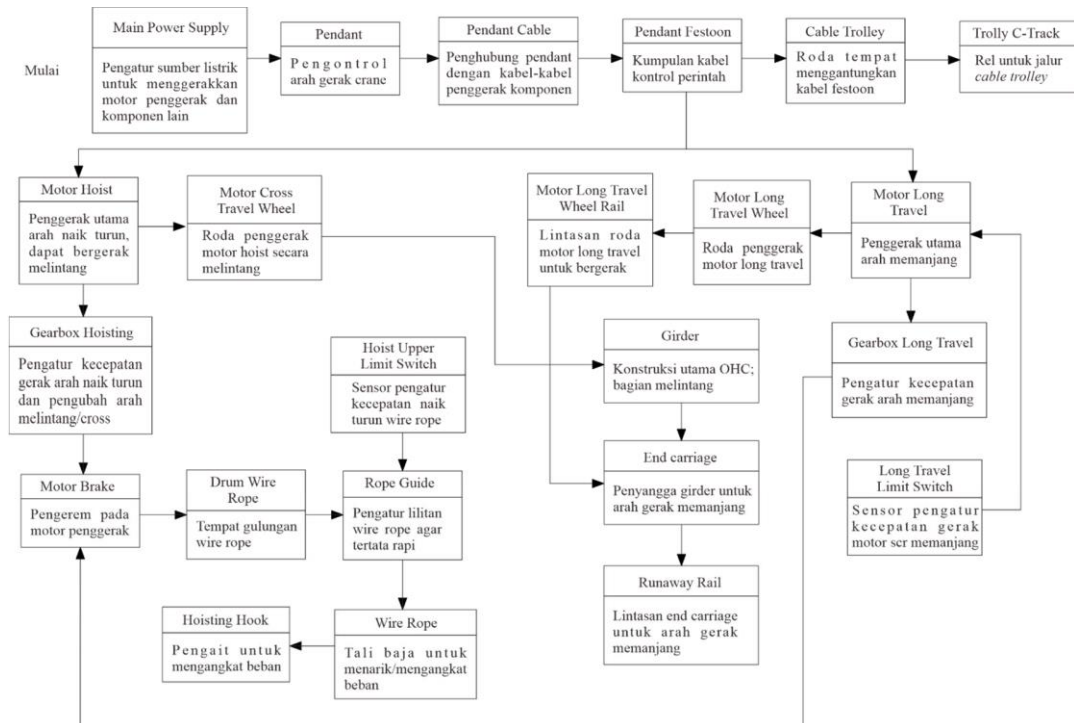 Mulai
Main Power Supply
Pengatur sumber listrik
untuk menggerakkan
motor penggerak dan
komponen lain
Pendant
Pengontrol
arah gerak crane
Pendant Cable
Penghubung pendant
dengan kabel-kabel
penggerak komponen
Pendant Festoon
Kumpulan kabel
kontrol perintah
Cable Trolley
Roda tempat
menggantungkan
kabel festoon
Trolly C-Track
Rel untuk jalur
cable trolley
Motor Hoist
Penggerak utama
arah naik turun,
dapat bergerak
melintang
Motor Cross
Travel Wheel
Roda penggerak
motor hoist secara
melintang
Motor Long Travel
Wheel Rail
Lintasan roda
motor long travel
untuk bergerak
Motor Long
Travel Wheel
Roda penggerak
motor long travel
Motor Long
Travel
Penggerak utama
arah memanjang
Gearbox Hoisting
Pengatur kecepatan
gerak arah naik turun
dan pengubah arah
melintang/cross
Hoist Upper
Limit Switch
Sensor pengatur
kecepatan naik
turun wire rope
Girder
Konstruksi utama OHC;
bagian melintang
Gearbox Long Travel
Pengatur kecepatan
gerak arah memanjang
Motor Brake
Pengerem pada
motor penggerak
Drum Wire
Rope
Tempat gulungan
wire rope
Rope Guide
Pengatur lilitan
wire rope agar
tertata rapi
End carriage
Penyangga girder untuk
arah gerak memanjang
Long Travel
Limit Switch
Sensor pengatur
kecepatan gerak
motor scr memanjang
Hoisting Hook
Pengait untuk
mengangkat beban
Wire Rope
Tali baja untuk
menarik/mengangkat
beban
Runaway Rail
Lintasan end carriage
untuk arah gerak
memanjang